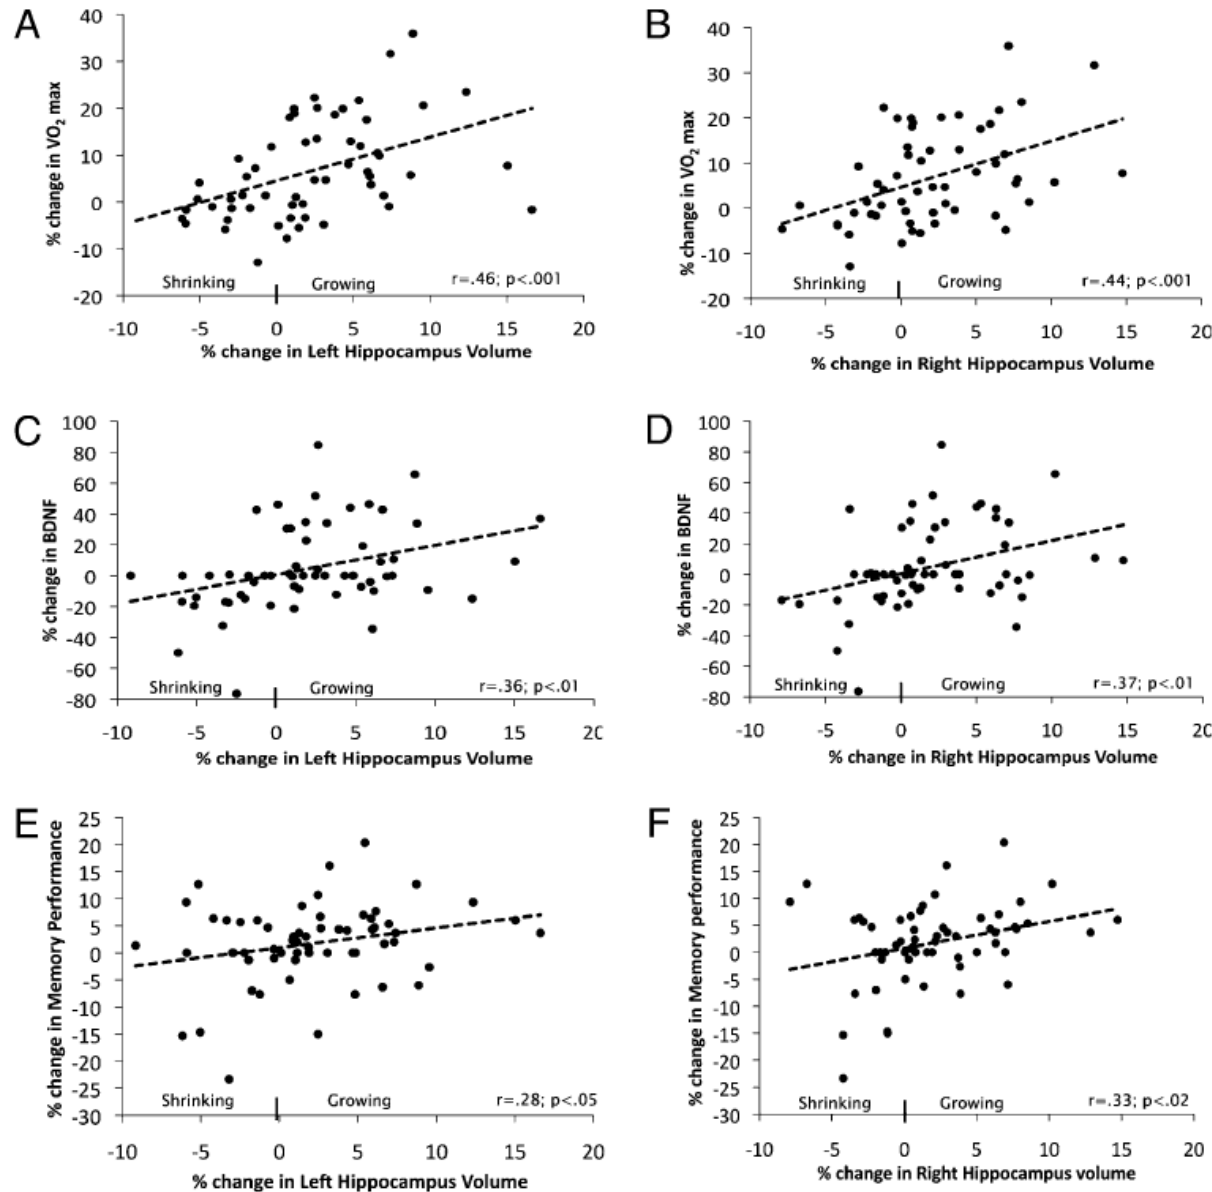 A
40
30
20
10
0
-10
-20
% change in VO2 max
Shrinking
Growing
r=.46; p<.001
-10 -5 0 5 10 15 20
% change in Left Hippocampus Volume
B
40
30
20
10
0
-10
-20
% change in VO2 max
Shrinking
Growing
r=.44; p<.001
-10 -5 0 5 10 15 20
% change in Right Hippocampus Volume
C
100
80
60
40
20
0
-20
-40
-60
-80
% change in BDNF
Shrinking
Growing
r=.36; p<.01
-10 -5 0 5 10 15 20
% change in Left Hippocampus Volume
D
100
80
60
40
20
0
-20
-40
-60
-80
% change in BDNF
Shrinking
Growing
r=.37; p<.01
-10 -5 0 5 10 15 20
% change in Right Hippocampus Volume
E
25
20
15
10
5
0
-5
-10
-15
-20
-25
-30
% change in Memory Performance
Shrinking
Growing
r=.28; p<.05
-10 -5 0 5 10 15 20
% change in Left Hippocampus Volume
F
25
20
15
10
5
0
-5
-10
-15
-20
-25
-30
% change in Memory performance
Shrinking
Growing
r=.33; p<.02
-10 -5 0 5 10 15 20
% change in Right Hippocampus volume